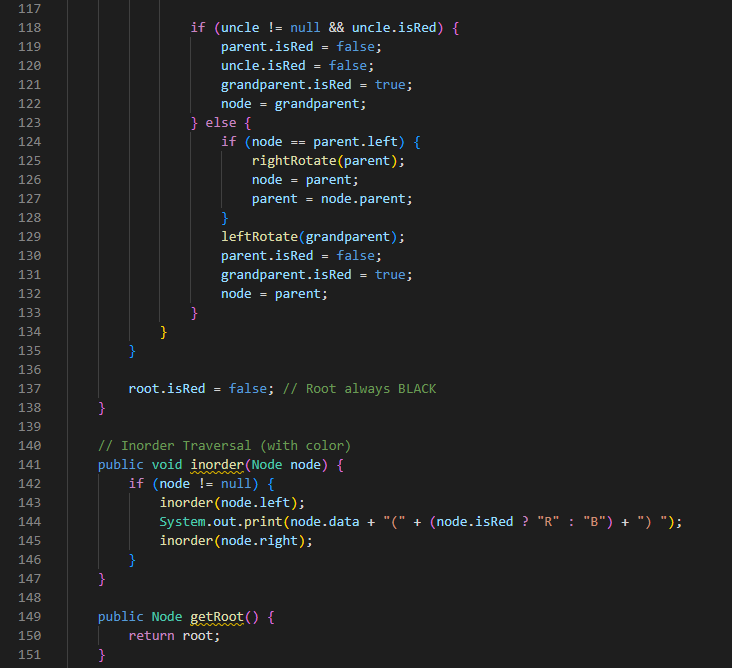 117
118 if (uncle != null && uncle.isRed) {
119 parent.isRed = false;
120 uncle.isRed = false;
121 grandparent.isRed = true;
122 node = grandparent;
123 } else {
124 if (node == parent.left) {
125 rightRotate(parent);
126 node = parent;
127 parent = node.parent;
128 }
129 leftRotate(grandparent);
130 parent.isRed = false;
131 grandparent.isRed = true;
132 node = parent;
133 }
134 }
135 }
136
137 root.isRed = false; // Root always BLACK
138 }
139
140 // Inorder Traversal (with color)
141 public void inorder(Node node) {
142 if (node != null) {
143 inorder(node.left);
144 System.out.print(node.data + "(" + (node.isRed ? "R" : "B") + ") ");
145 inorder(node.right);
146 }
147 }
148
149 public Node getRoot() {
150 return root;
151 }